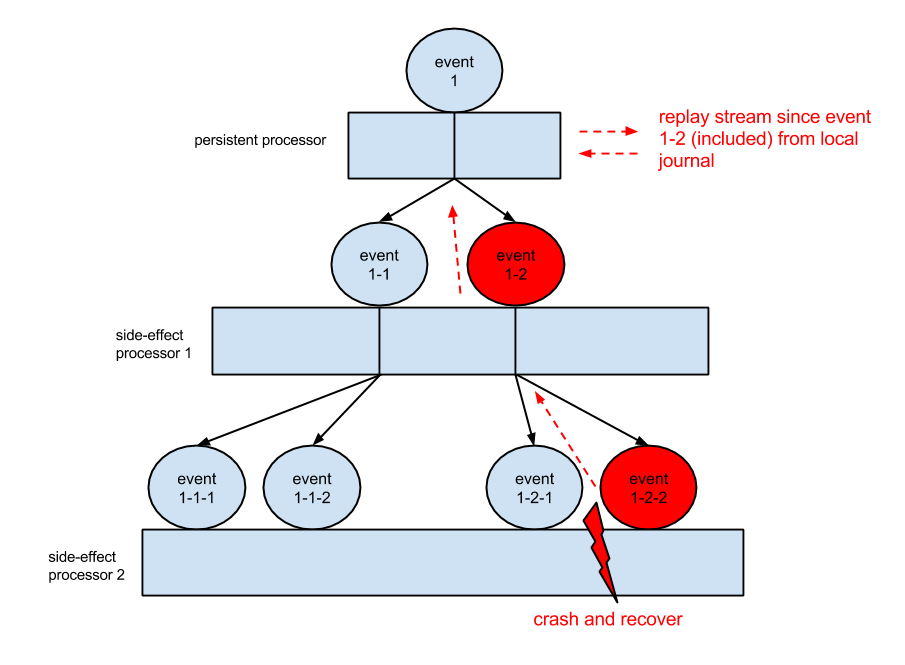 event
1
persistent processor
replay stream since event
1-2 (included) from local
journal
event
1-1
event
1-2
side-effect
processor 1
event
1-1-1
event
1-1-2
event
1-2-1
event
1-2-2
side-effect
processor 2
crash and recover